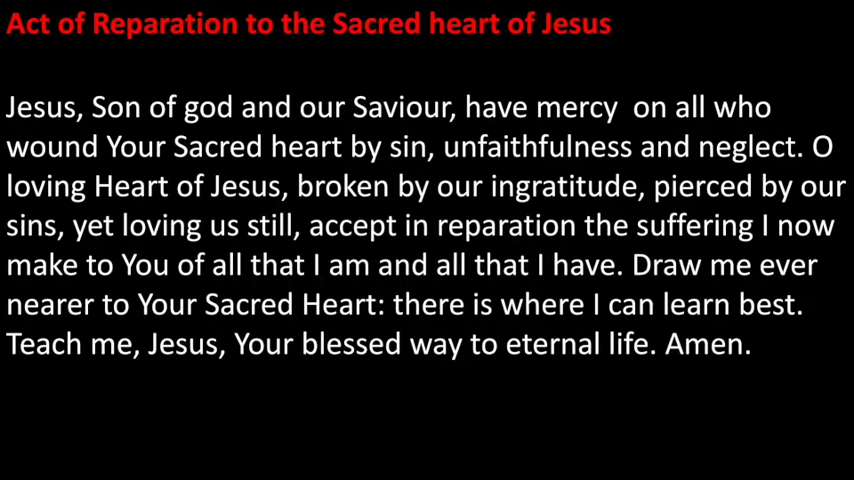 Act of Reparation to the Sacred heart of Jesus
Jesus, Son of god and our Saviour, have mercy  on all who
wound Your Sacred heart by sin, unfaithfulness and neglect. O
loving Heart of Jesus, broken by our ingratitude, pierced by our
sins, yet loving us still, accept in reparation the suffering I now
make to You of all that I am and all that I have. Draw me ever
nearer to Your Sacred Heart: there is where I can learn best.
Teach me, Jesus, Your blessed way to eternal life. Amen.